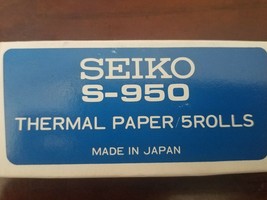 SEIKO
S-950
THERMAL PAPER/5ROLLS
MADE IN JAPAN